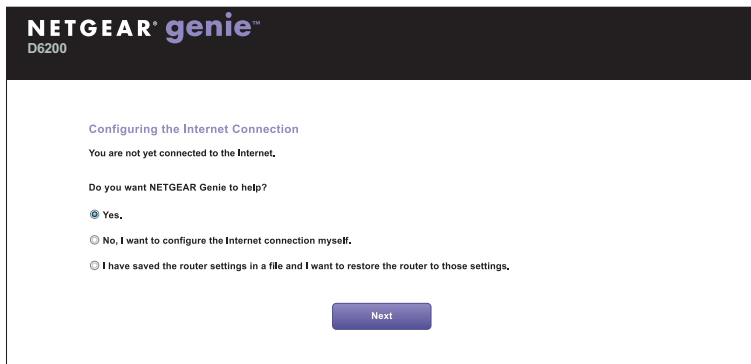 NETGEAR® genie™
D6200
Configuring the Internet Connection
You are not yet connected to the Internet.
Do you want NETGEAR Genie to help?
Yes.
No, I want to configure the Internet connection myself.
I have saved the router settings in a file and I want to restore the router to those settings.
Next